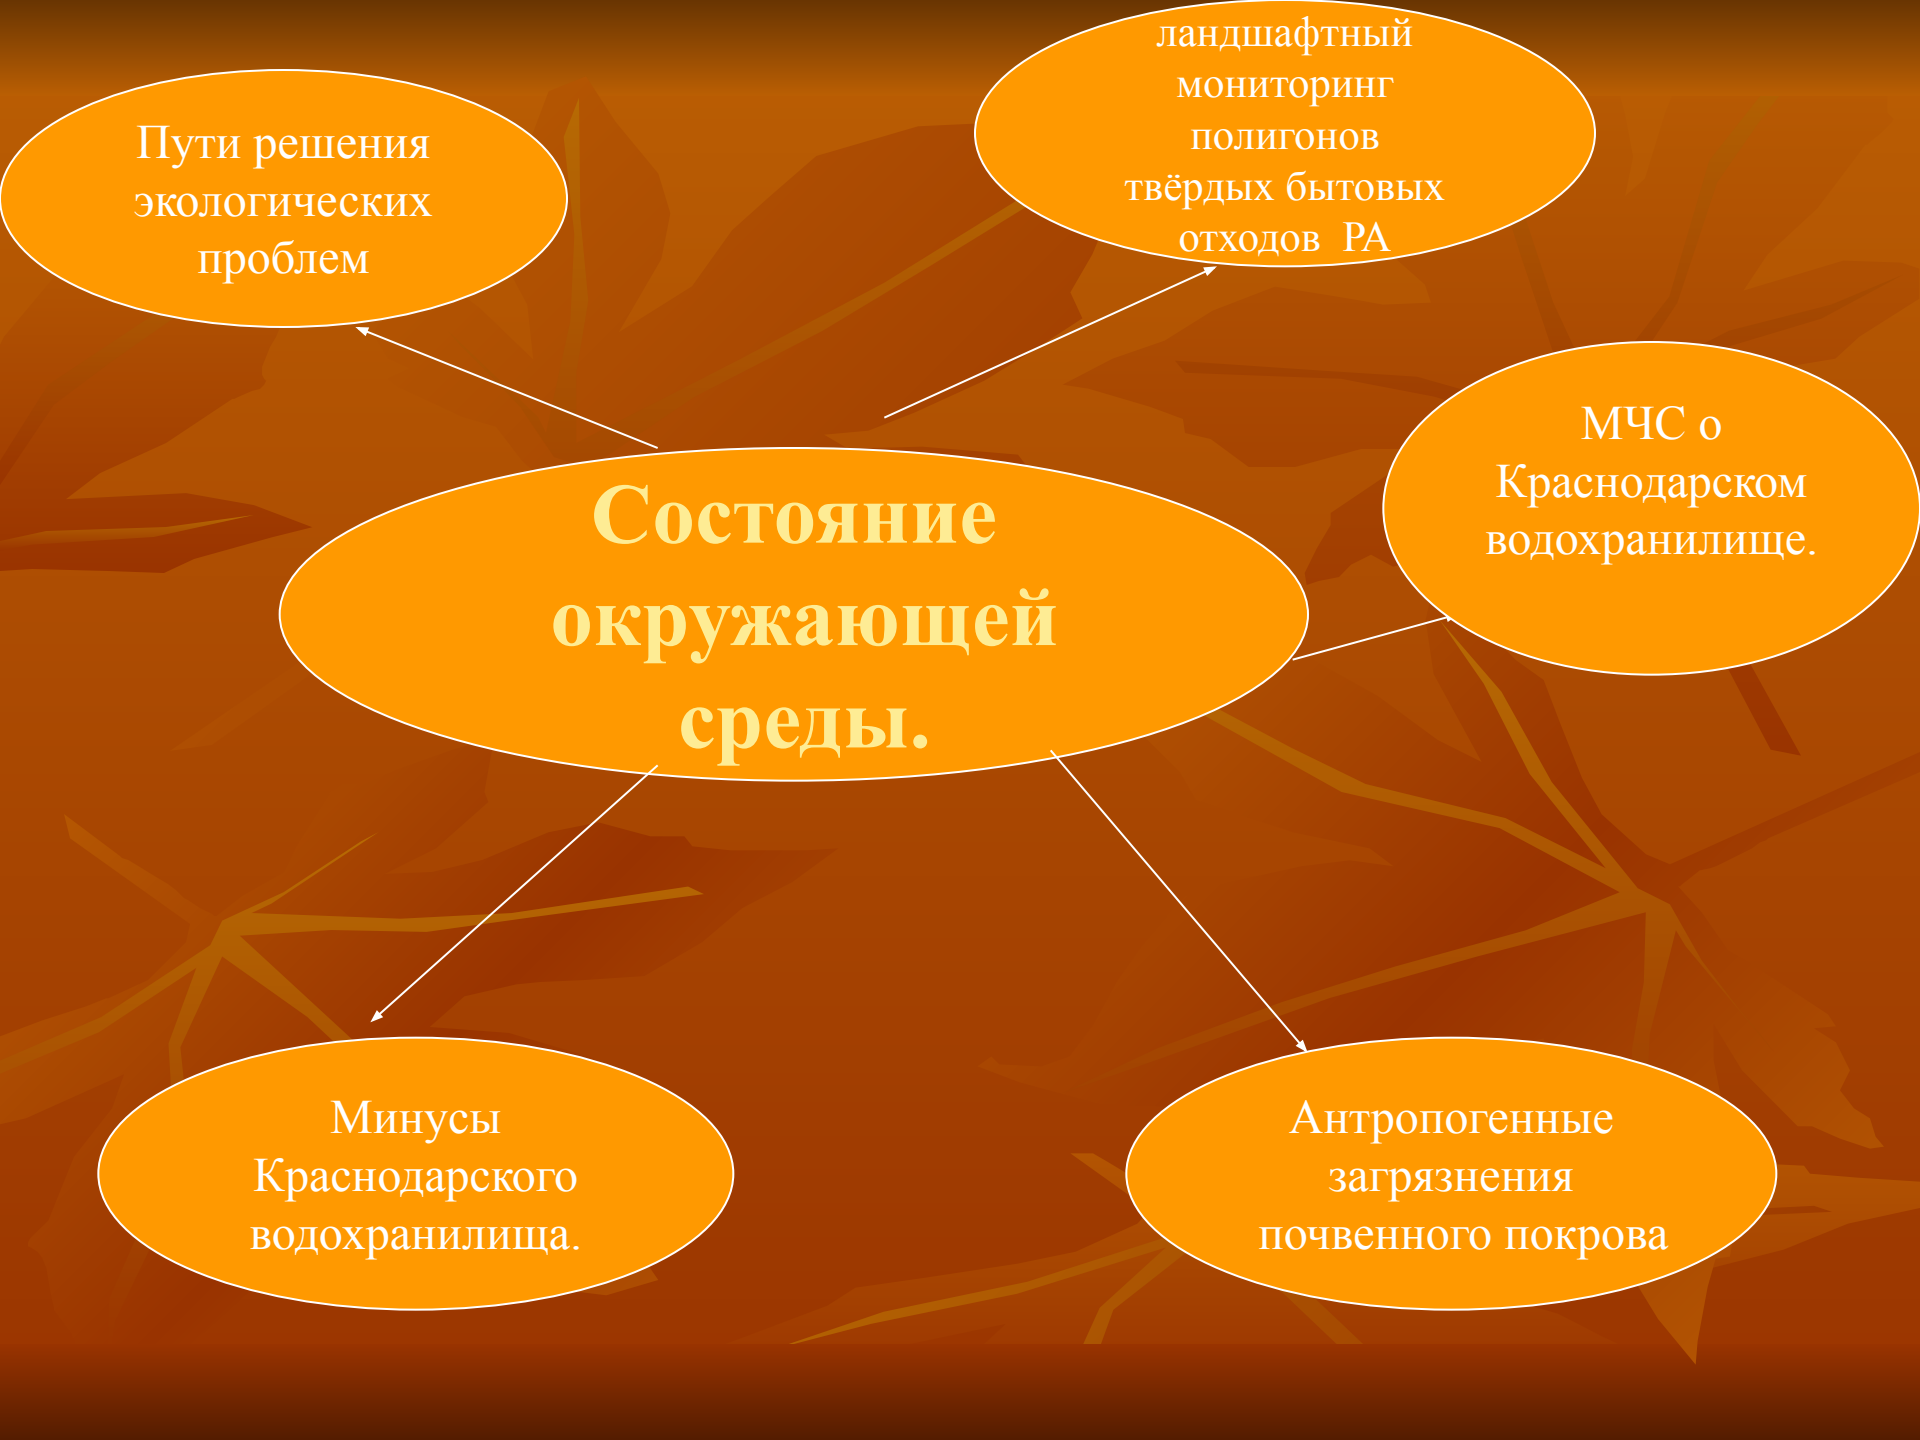 ландшафтный
мониторинг
полигонов
твёрдых бытовых
отходов РА
Пути решения
экологических
проблем
МЧС о
Краснодарском
водохранилище.
Состояние
окружающей
среды.
Минусы
Краснодарского
водохранилища.
Антропогенные
загрязнения
почвенного покрова